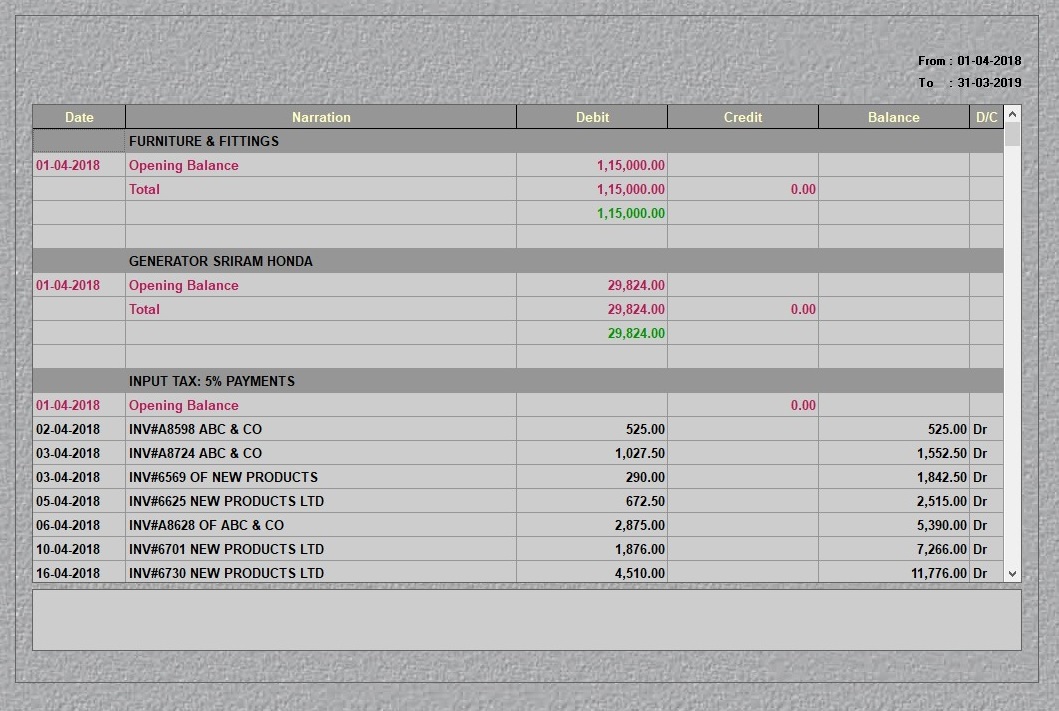 From : 01-04-2018
To : 31-03-2019
Date Narration Debit Credit Balance D/C
FURNITURE & FITTINGS
01-04-2018 Opening Balance 1,15,000.00
Total 1,15,000.00 0.00
1,15,000.00
GENERATOR SRIRAM HONDA
01-04-2018 Opening Balance 29,824.00
Total 29,824.00 0.00
29,824.00
INPUT TAX: 5% PAYMENTS
01-04-2018 Opening Balance 0.00
02-04-2018 INV#A8598 ABC & CO 525.00 525.00 Dr
03-04-2018 INV#A8724 ABC & CO 1,027.50 1,552.50 Dr
03-04-2018 INV#6569 OF NEW PRODUCTS 290.00 1,842.50 Dr
05-04-2018 INV#6625 NEW PRODUCTS LTD 672.50 2,515.00 Dr
06-04-2018 INV#A8628 OF ABC & CO 2,875.00 5,390.00 Dr
10-04-2018 INV#6701 NEW PRODUCTS LTD 1,876.00 7,266.00 Dr
16-04-2018 INV#6730 NEW PRODUCTS LTD 4,510.00 11,776.00 Dr